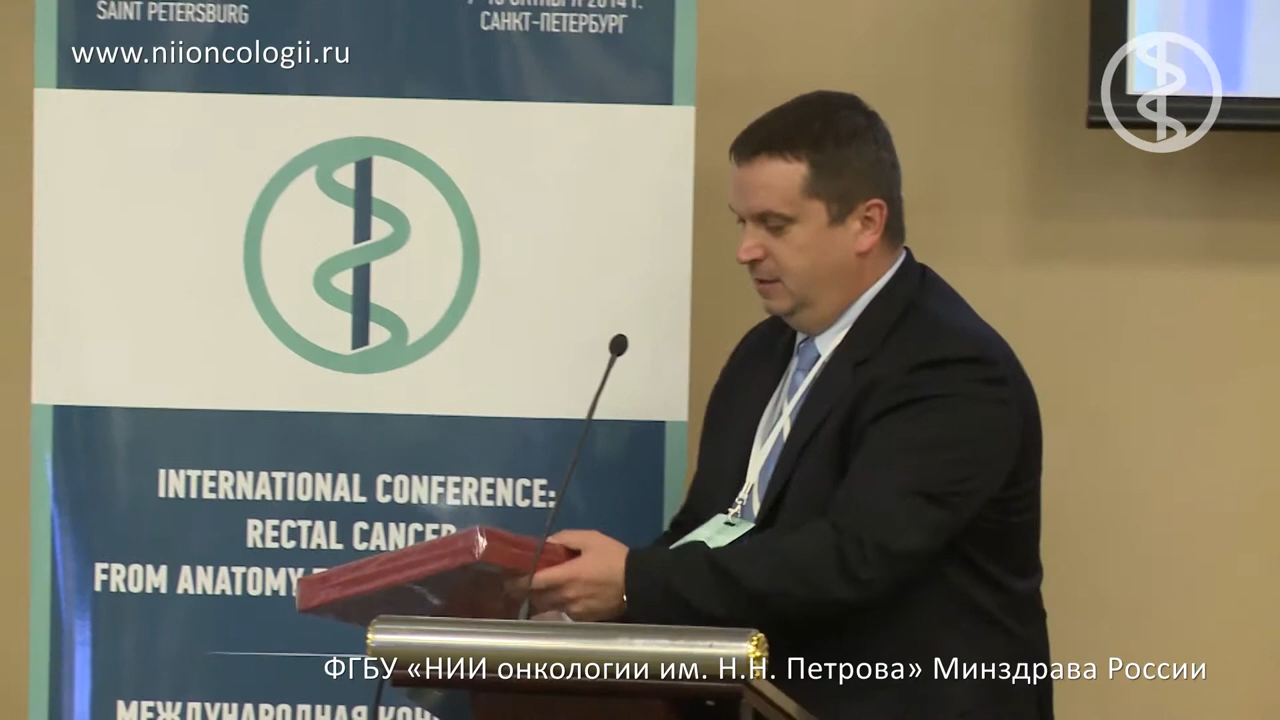 SAINT PETERSBURG
САНКТ-ПЕТЕРБУРГ
www.niioncologii.ru
INTERNATIONAL CONFERENCE:
RECTAL CANCER
FROM ANATOMY
ФГБУ «НИИ онкологии им. Н.Н. Петрова» Минздрава России
МЕЖДУНАРОДНАЯ